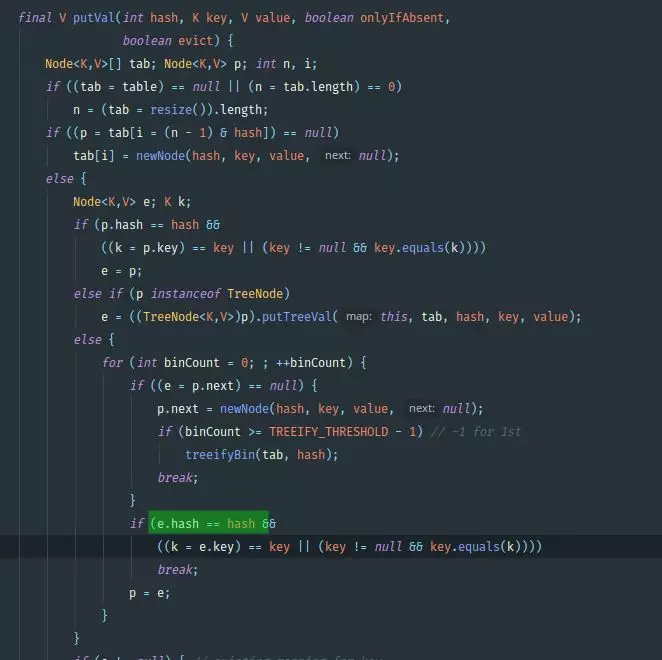 final V putVal(int hash, K key, V value, boolean onlyIfAbsent,
boolean evict) {
Node<K,V>[] tab; Node<K,V> p; int n, i;
if ((tab = table) == null || (n = tab.length) == 0)
n = (tab = resize()).length;
if ((p = tab[i = (n - 1) & hash]) == null)
tab[i] = newNode(hash, key, value, next: null);
else {
Node<K,V> e; K k;
if (p.hash == hash &&
((k = p.key) == key || (key != null && key.equals(k))))
e = p;
else if (p instanceof TreeNode)
e = ((TreeNode<K,V>)p).putTreeVal( map: this, tab, hash, key, value);
else {
for (int binCount = 0; ; ++binCount) {
if ((e = p.next) == null) {
p.next = newNode(hash, key, value, next: null);
if (binCount >= TREEIFY_THRESHOLD - 1) // -1 for 1st
treeifyBin(tab, hash);
break;
}
if (e.hash == hash &&
((k = e.key) == key || (key != null && key.equals(k))))
break;
p = e;
}
}